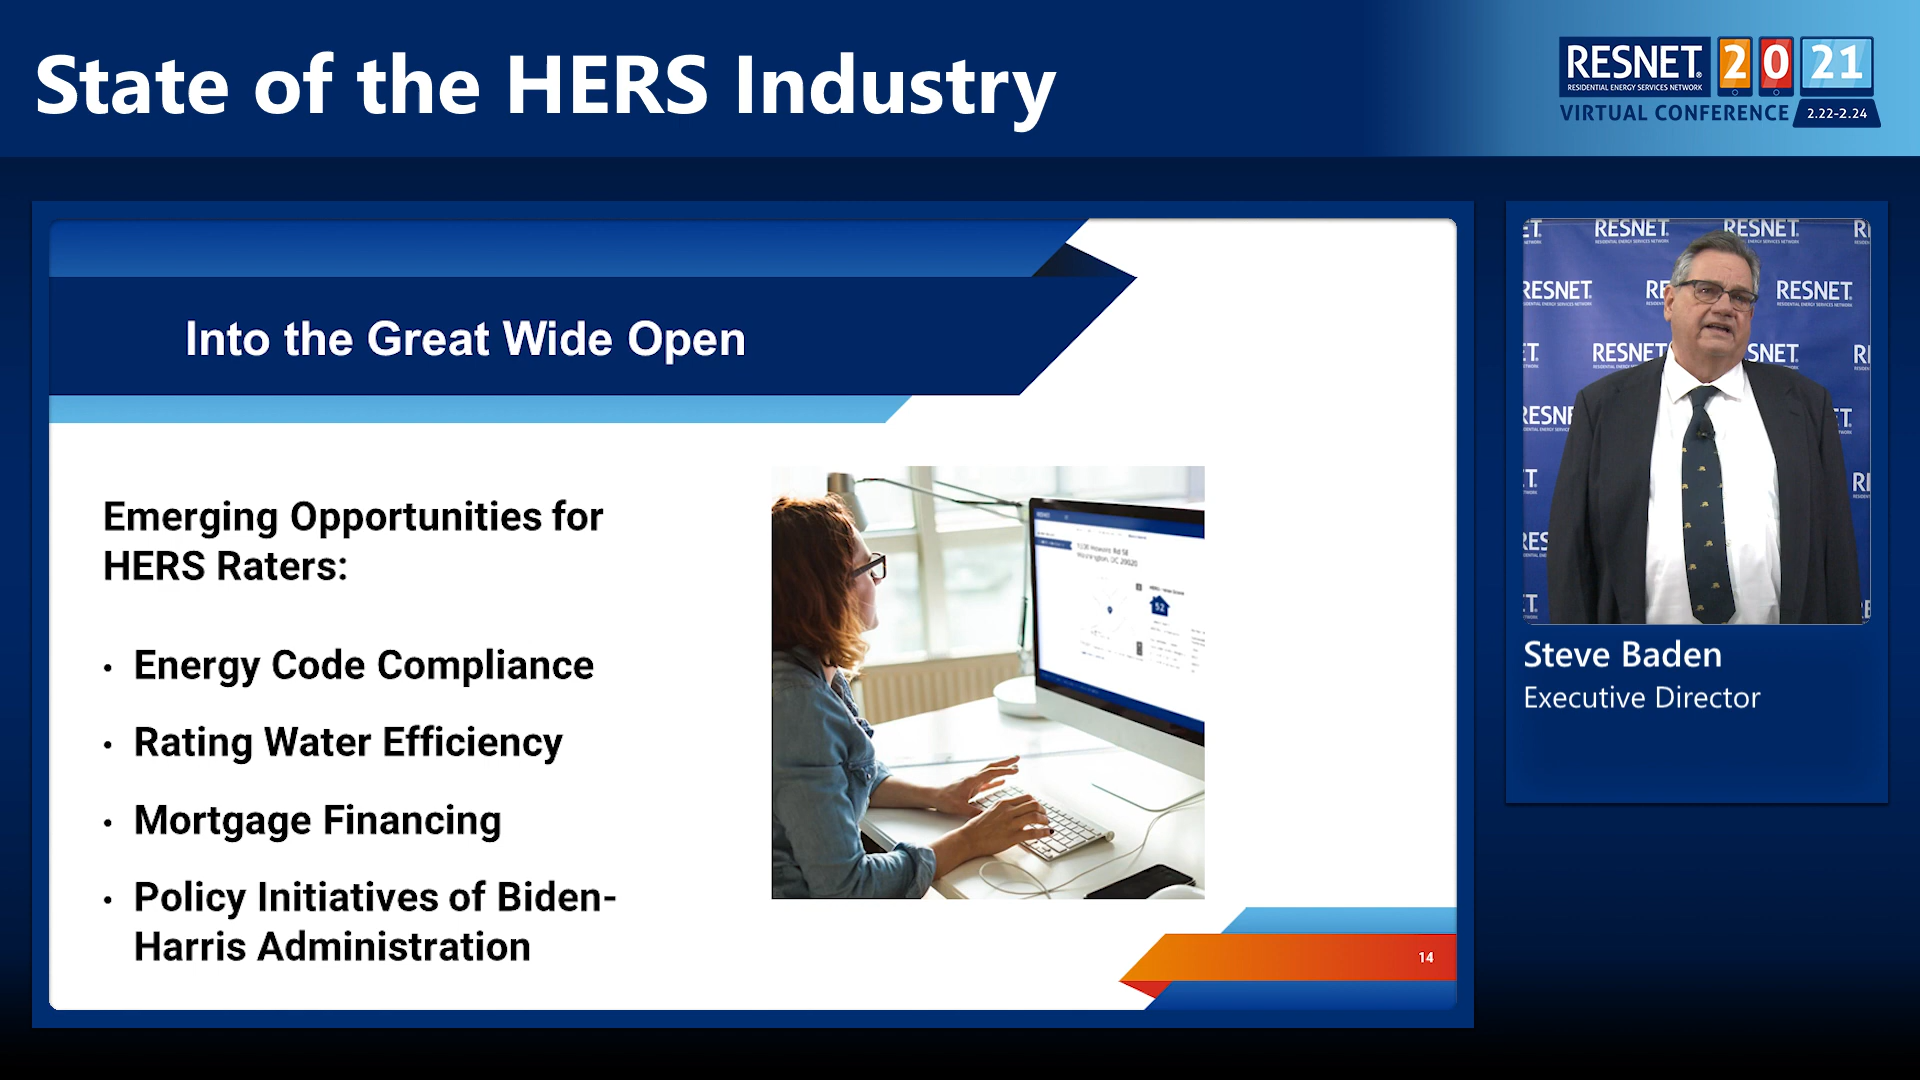 State of the HERS Industry
RESNET®
RESIDENTIAL ENERGY SERVICES NETWORK
2021
VIRTUAL CONFERENCE
2.22-2.24
Into the Great Wide Open
Emerging Opportunities for
HERS Raters:
• Energy Code Compliance
• Rating Water Efficiency
• Mortgage Financing
• Policy Initiatives of Biden-
Harris Administration
52
14
RESNET. RESNET.
RESNET. RESNET.
RESNET
Steve Baden
Executive Director